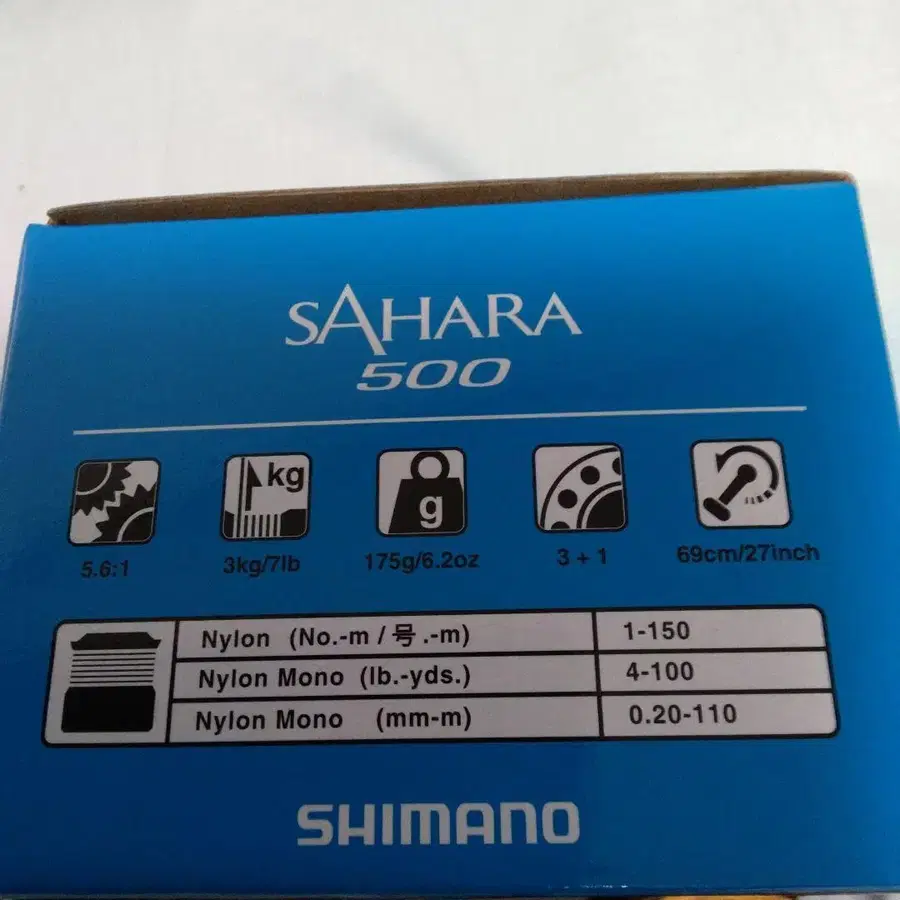 SAHARA
500
kg
g
5.6:1 3kg/7lb 175g/6.2oz 3 + 1 69cm/27inch
Nylon (No.-m / 号.-m) 1-150
Nylon Mono (lb.-yds.) 4-100
Nylon Mono (mm-m) 0.20-110
SHIMANO